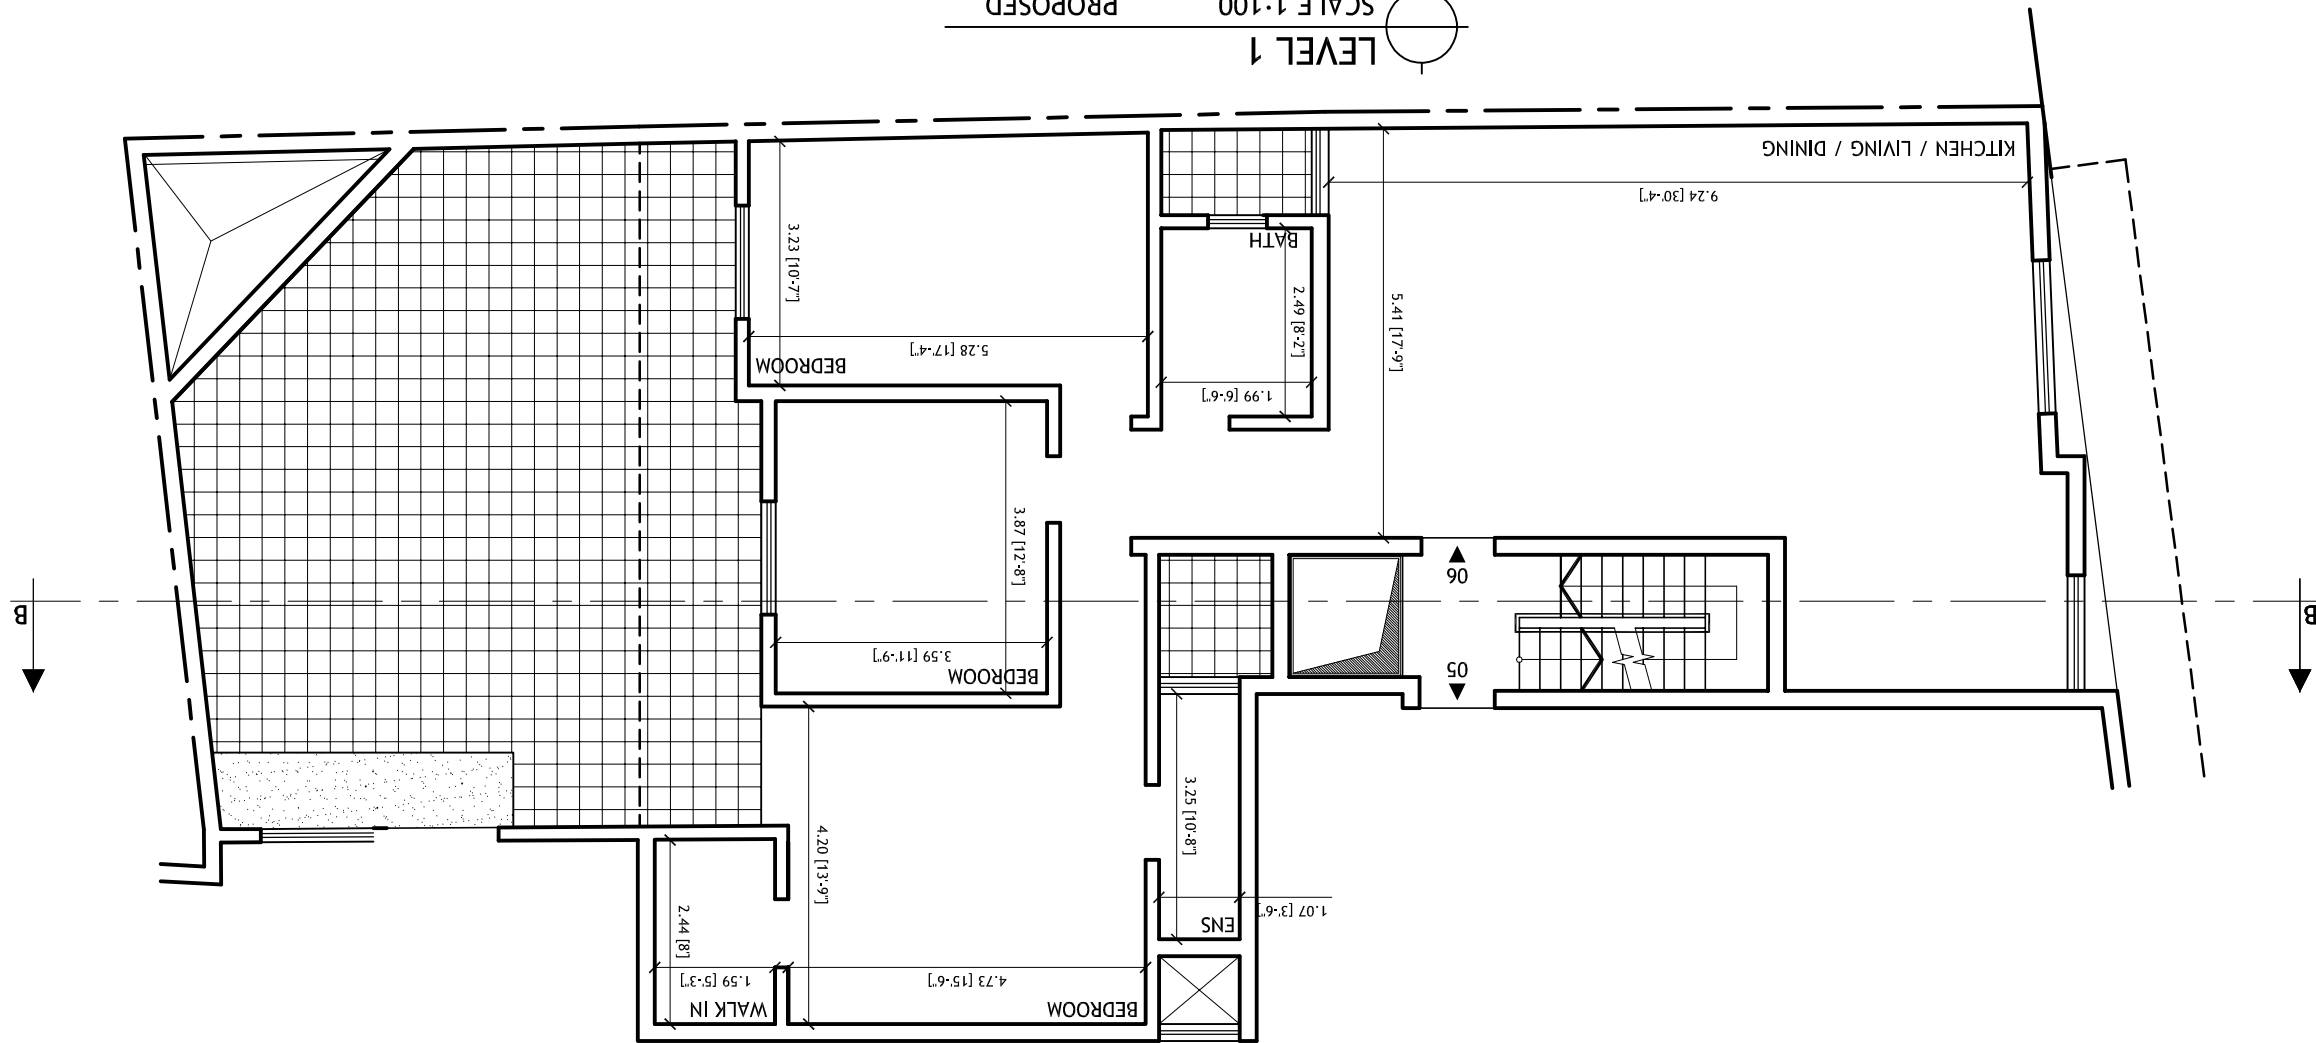 LEVEL 1
SCALE 1:100 PROPOSED
KITCHEN / LIVING / DINING
9.24 [30'-4"]
5.41 [17'-9"]
BATH
2.49 [8'-2"]
1.99 [6'-6"]
BEDROOM
3.23 [10'-7"]
5.28 [17'-4"]
BEDROOM
3.87 [12'-8"]
3.59 [11'-9"]
06
05
B
B
ENS
3.25 [10'-8"]
1.07 [3'-6"]
BEDROOM
4.20 [13'-9"]
4.73 [15'-6"]
WALK IN
2.44 [8']
1.59 [5'-3"]